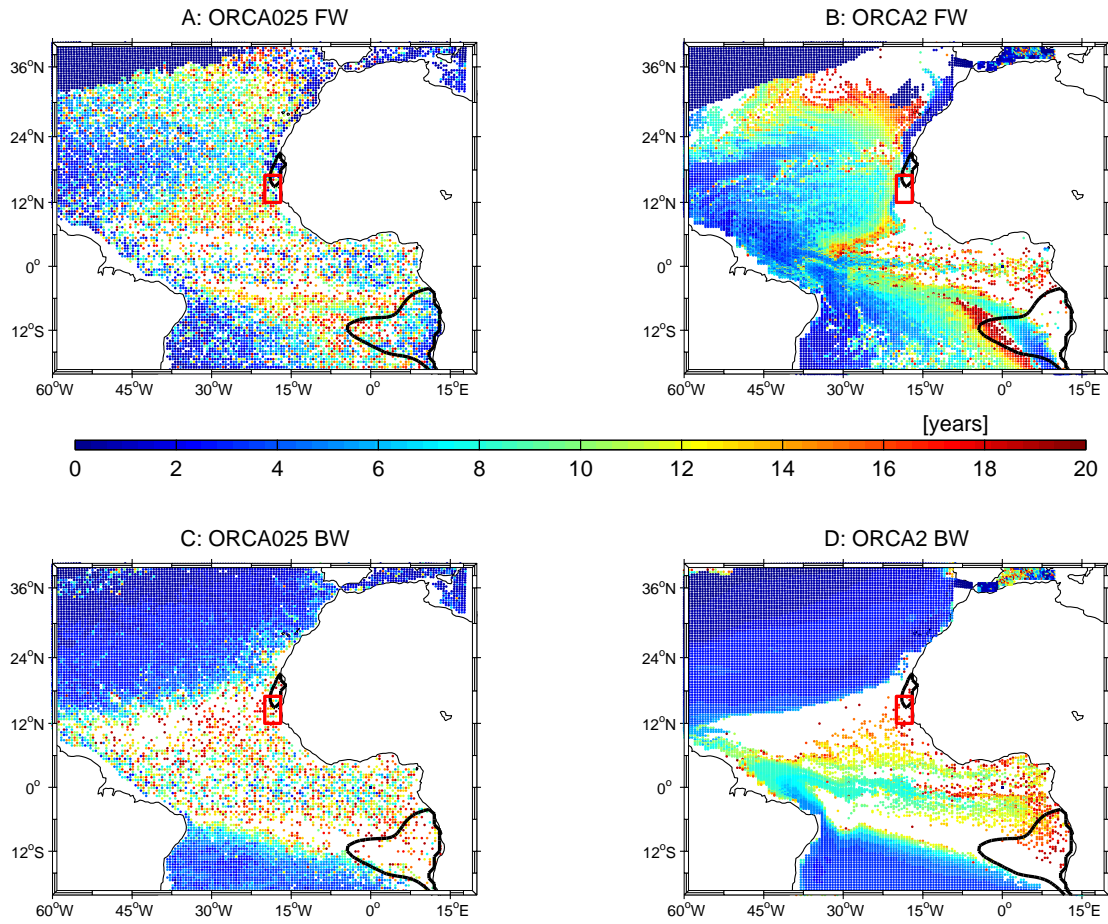 A: ORCA025 FW
B: ORCA2 FW
36°N
24°N
12°N
0°
12°S
60°W 45°W 30°W 15°W 0° 15°E
36°N
24°N
12°N
0°
12°S
60°W 45°W 30°W 15°W 0° 15°E
[years]
0 2 4 6 8 10 12 14 16 18 20
C: ORCA025 BW
D: ORCA2 BW
36°N
24°N
12°N
0°
12°S
60°W 45°W 30°W 15°W 0° 15°E
36°N
24°N
12°N
0°
12°S
60°W 45°W 30°W 15°W 0° 15°E